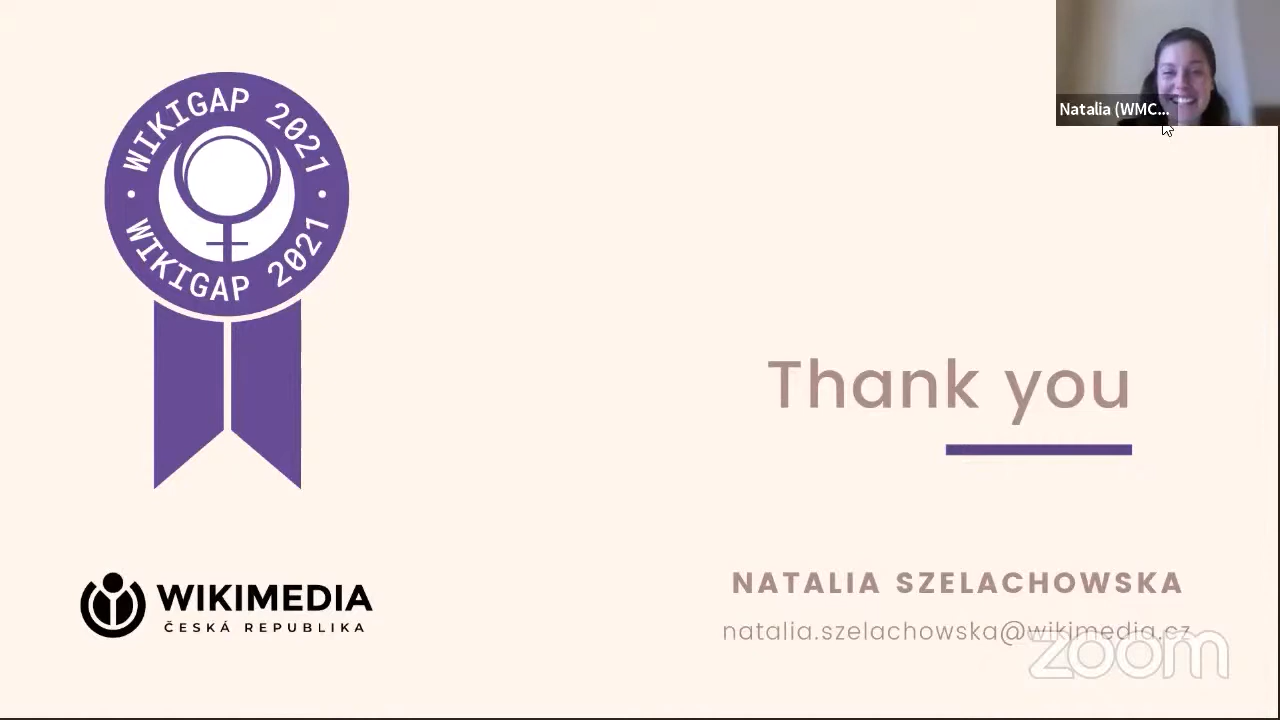 WIKIGAP 2021
WIKIGAP 2021
Natalia (WMC...
Thank you
WIKIMEDIA
ČESKÁ REPUBLIKA
NATALIA SZELACHOWSKA
natalia.szelachowska@wikimedia.cz
zoom